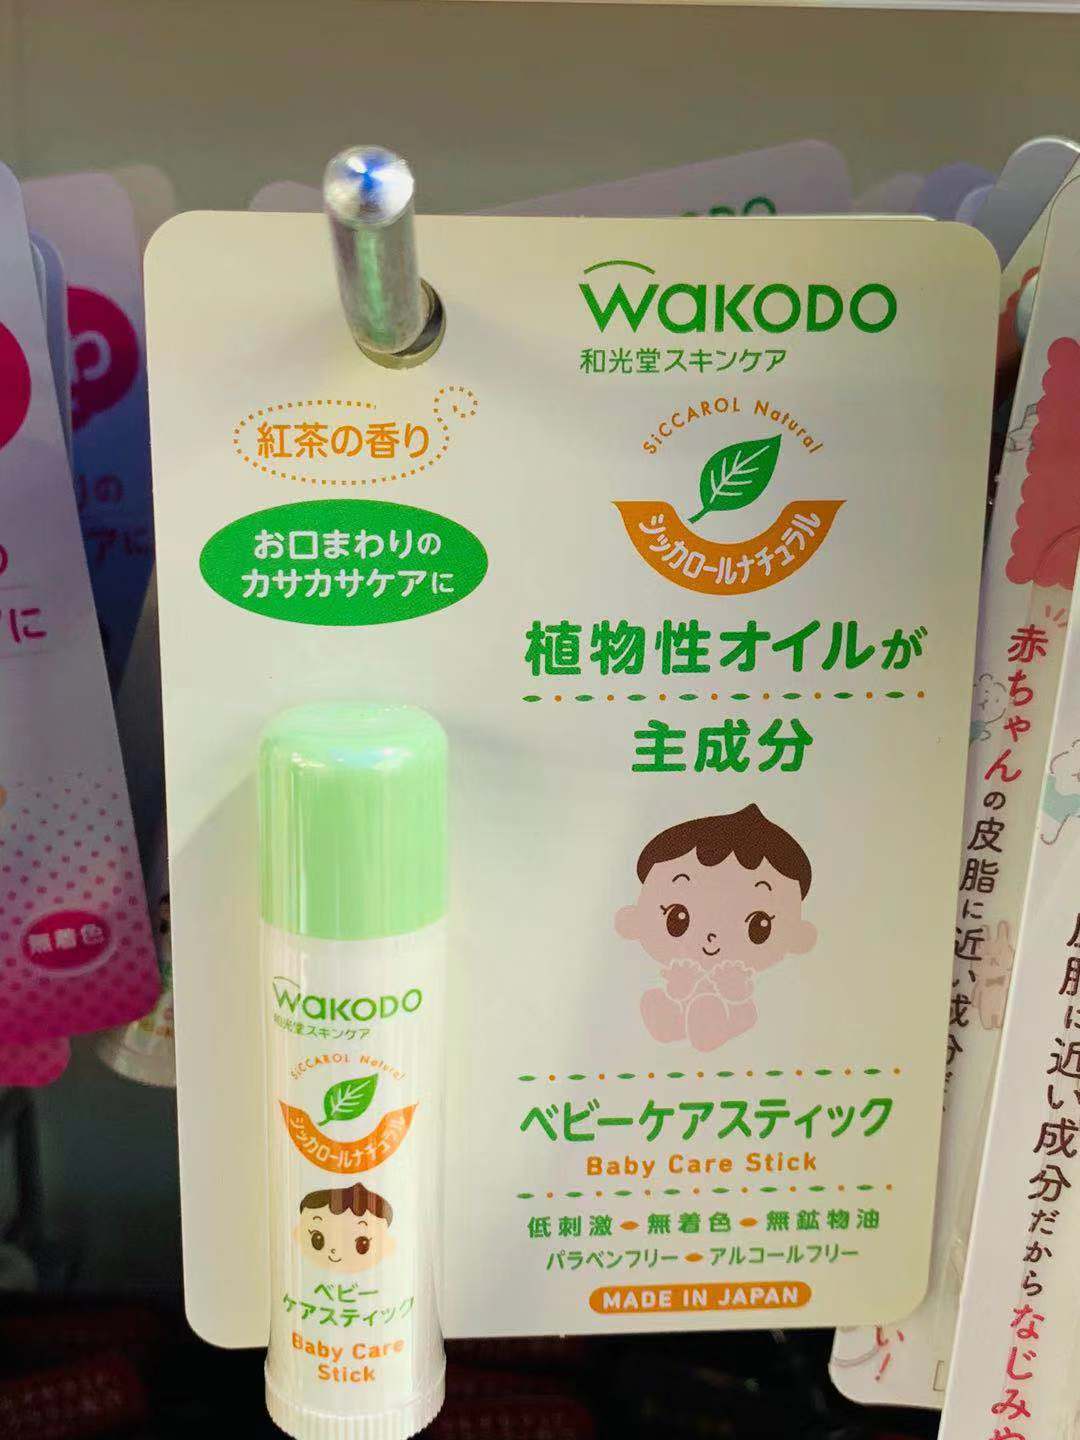 WAKODO
和光堂スキンケア
紅茶の香り
お口まわりの
カサカサケアに
SiCCAROL Natural
シッカロールナチュラル
植物性オイルが
主成分
ベビーケアスティック
Baby Care Stick
低刺激 無着色 無鉱物油
パラベンフリー アルコールフリー
MADE IN JAPAN
WAKODO
和光堂スキンケア
SiCCAROL Natural
シッカロールナチュラル
ベビー
ケアスティック
Baby Care
Stick
無着色
赤ちゃんの皮脂に近い成分だ
に近い成分だからなじみや
い!